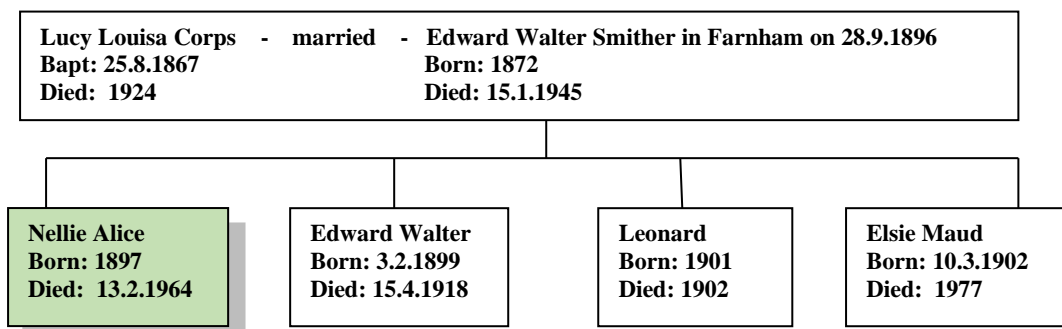 Lucy Louisa Corps - married - Edward Walter Smither in Farnham on 28.9.1896
Bapt: 25.8.1867 Born: 1872
Died: 1924 Died: 15.1.1945
Nellie Alice
Born: 1897
Died: 13.2.1964
Edward Walter
Born: 3.2.1899
Died: 15.4.1918
Leonard
Born: 1901
Died: 1902
Elsie Maud
Born: 10.3.1902
Died: 1977